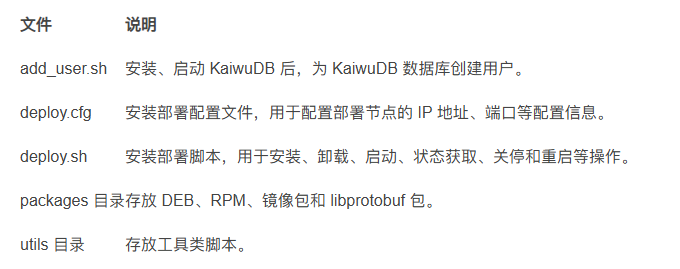 文件 说明
add_user.sh 安装、启动 KaiwuDB 后，为 KaiwuDB 数据库创建用户。
deploy.cfg 安装部署配置文件，用于配置部署节点的 IP 地址、端口等配置信息。
deploy.sh 安装部署脚本，用于安装、卸载、启动、状态获取、关停和重启等操作。
packages 目录 存放 DEB、RPM、镜像包和 libprotobuf 包。
utils 目录 存放工具类脚本。